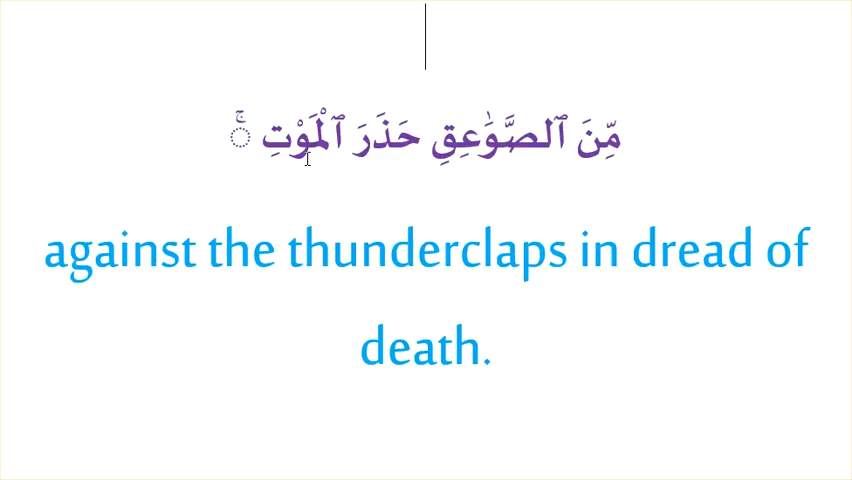 مِّنَ ٱلصَّوَٰعِقِ حَذَرَ ٱلْمَوْتِ ۚ
against the thunderclaps in dread of
death.